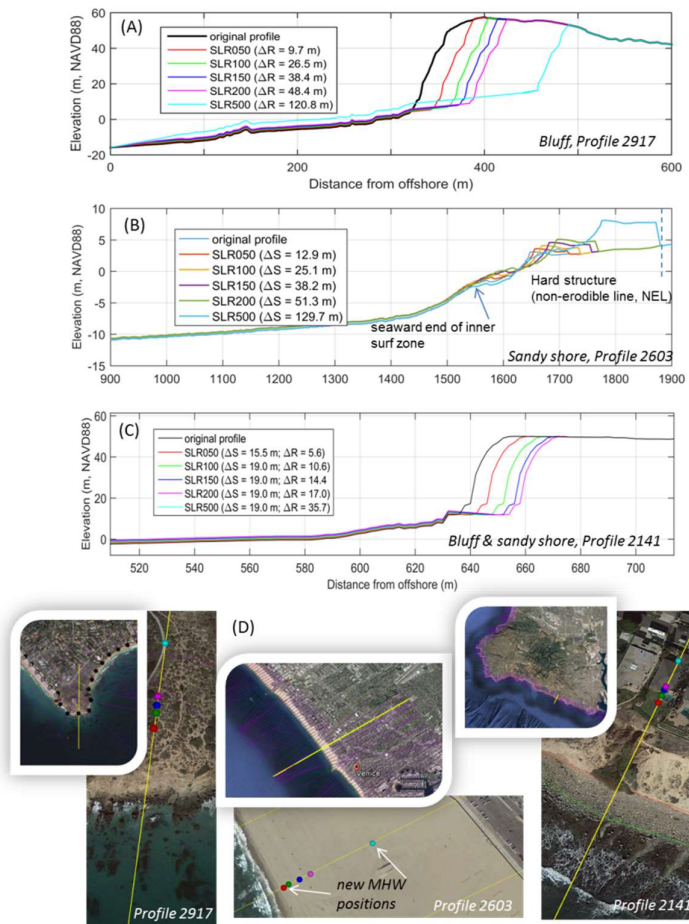 (A)
original profile
SLR050 (ΔR = 9.7 m)
SLR100 (ΔR = 26.5 m)
SLR150 (ΔR = 38.4 m)
SLR200 (ΔR = 48.4 m)
SLR500 (ΔR = 120.8 m)
Elevation (m, NAVD88)
60
40
20
0
-20
Bluff, Profile 2917
0
200
400
600
Distance from offshore (m)
(B)
original profile
SLR050 (ΔS = 12.9 m)
SLR100 (ΔS = 25.1 m)
SLR150 (ΔS = 38.2 m)
SLR200 (ΔS = 51.3 m)
SLR500 (ΔS = 129.7 m)
Elevation (m, NAVD88)
10
5
0
-5
-10
-15
Hard structure
(non-erodible line, NEL)
seaward end of inner
surf zone
Sandy shore, Profile 2603
900 1000 1100 1200 1300 1400 1500 1600 1700 1800 1900
(C)
original profile
SLR050 (ΔS = 15.5 m; ΔR = 5.6)
SLR100 (ΔS = 19.0 m; ΔR = 10.6)
SLR150 (ΔS = 19.0 m; ΔR = 14.4
SLR200 (ΔS = 19.0 m; ΔR = 17.0)
SLR500 (ΔS = 19.0 m; ΔR = 35.7)
Elevation (m, NAVD88)
60
40
20
0
Bluff & sandy shore, Profile 2141
520 540 560 580 600 620 640 660 680 700
Distance from offshore (m)
(D)
Venice
new MHW
positions
Profile 2917
Profile 2603
Profile 2141